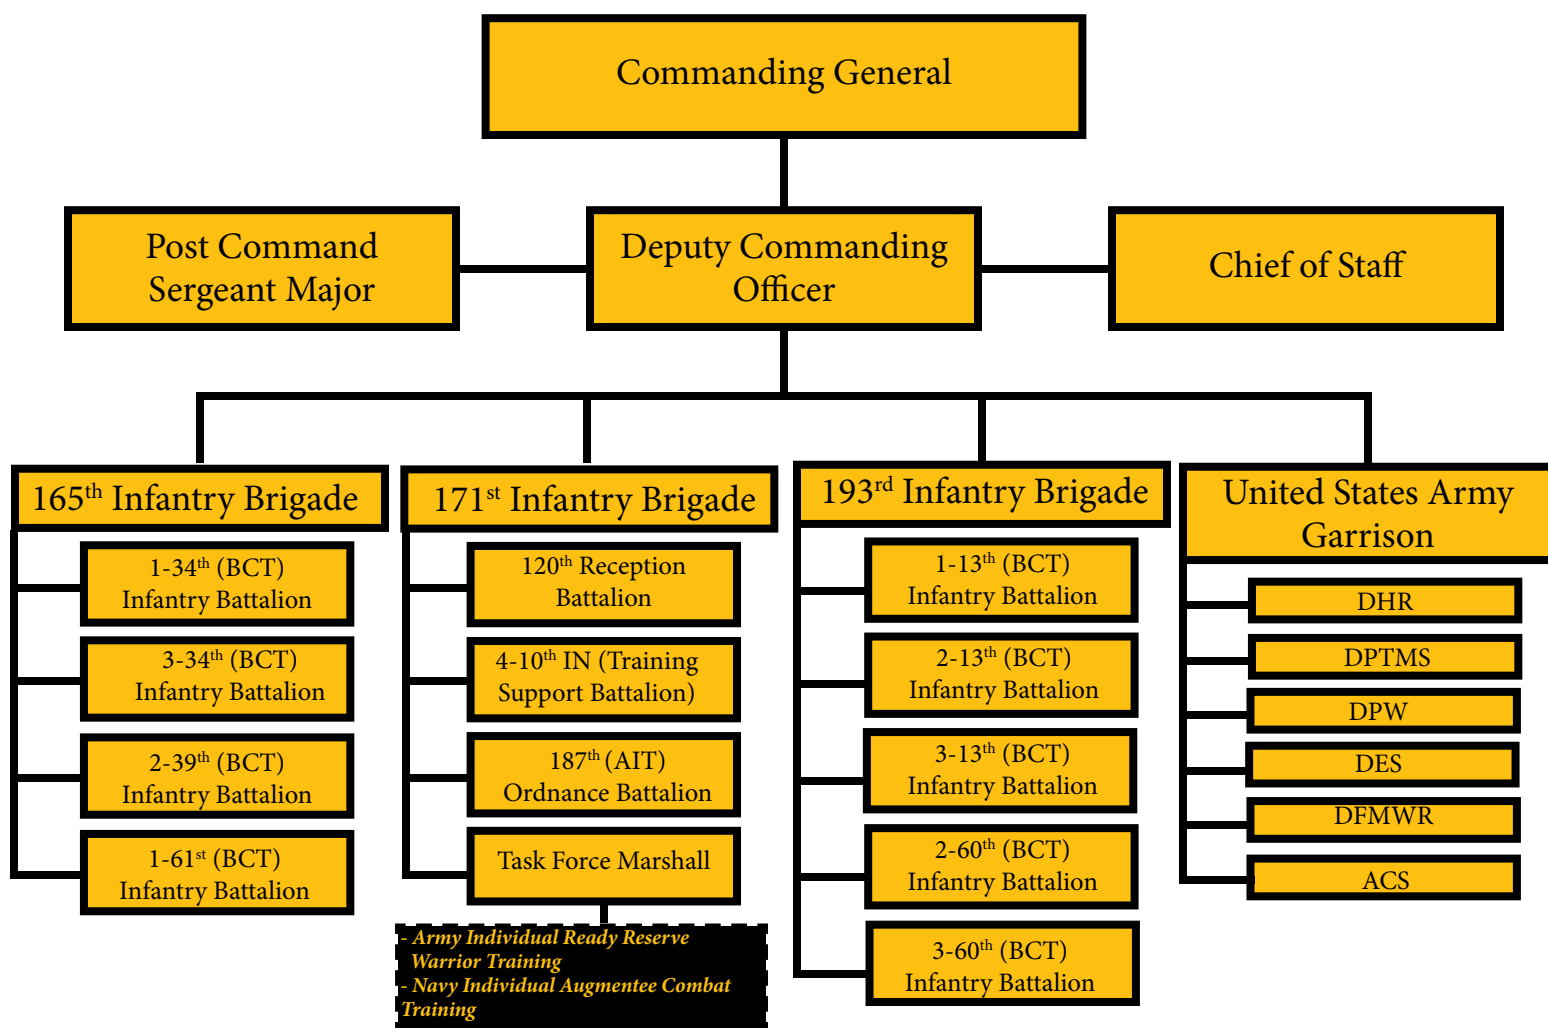 Commanding General
Post Command
Sergeant Major
Deputy Commanding
Officer
Chief of Staff
165th Infantry Brigade
1-34th (BCT)
Infantry Battalion
3-34th (BCT)
Infantry Battalion
2-39th (BCT)
Infantry Battalion
1-61st (BCT)
Infantry Battalion
171st Infantry Brigade
120th Reception
Battalion
4-10th IN (Training
Support Battalion)
187th (AIT)
Ordnance Battalion
Task Force Marshall
- Army Individual Ready Reserve
Warrior Training
- Navy Individual Augmentee Combat
Training
193rd Infantry Brigade
1-13th (BCT)
Infantry Battalion
2-13th (BCT)
Infantry Battalion
3-13th (BCT)
Infantry Battalion
2-60th (BCT)
Infantry Battalion
3-60th (BCT)
Infantry Battalion
United States Army
Garrison
DHR
DPTMS
DPW
DES
DFMWR
ACS